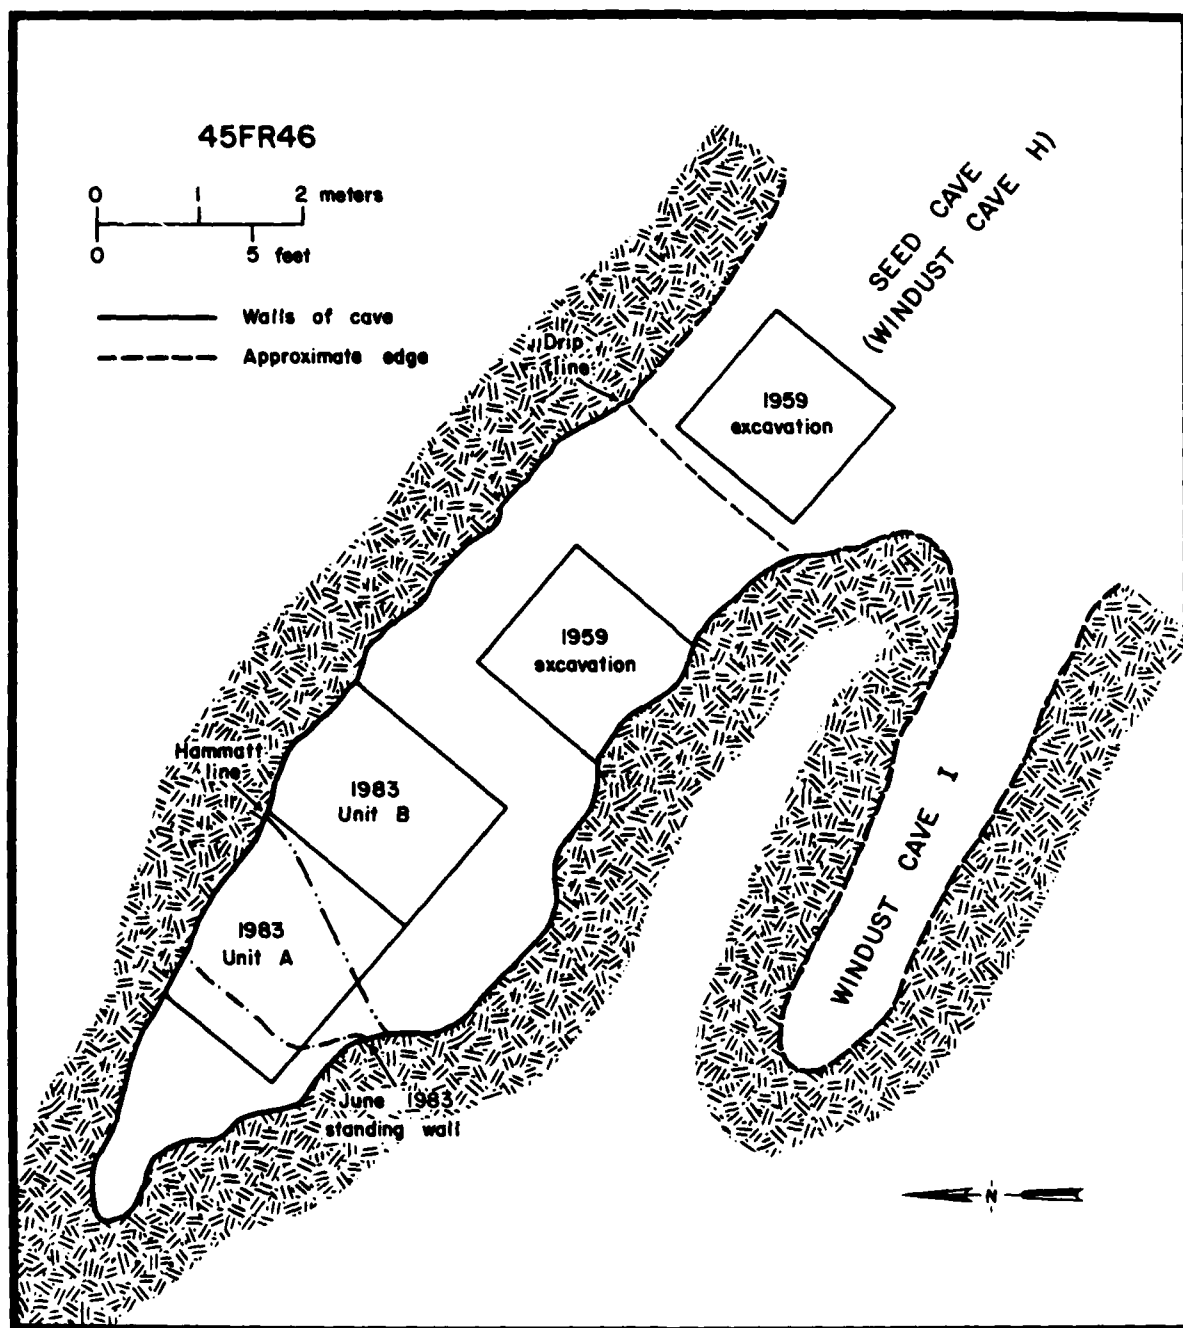 45FR46
0 1 2 meters
0 5 feet
Walls of cave
Approximate edge
SEED CAVE
(WINDUST CAVE H)
Drip
line
1959
excavation
1959
excavation
Hammatt
line
1983
Unit B
1983
Unit A
WINDUST CAVE I
June 1983
standing wall
N